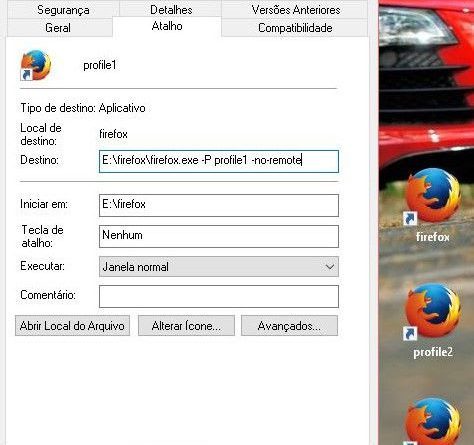 Segurança Detalhes Versões Anteriores
Geral Atalho Compatibilidade
profile1
Tipo de destino: Aplicativo
Local de destino: firefox
Destino: E:\firefox\firefox.exe -P profile1 -no-remote
Iniciar em: E:\firefox
Tecla de atalho: Nenhum
Executar: Janela normal
Comentário:
Abrir Local do Arquivo Alterar Ícone... Avançados...
firefox
profile2